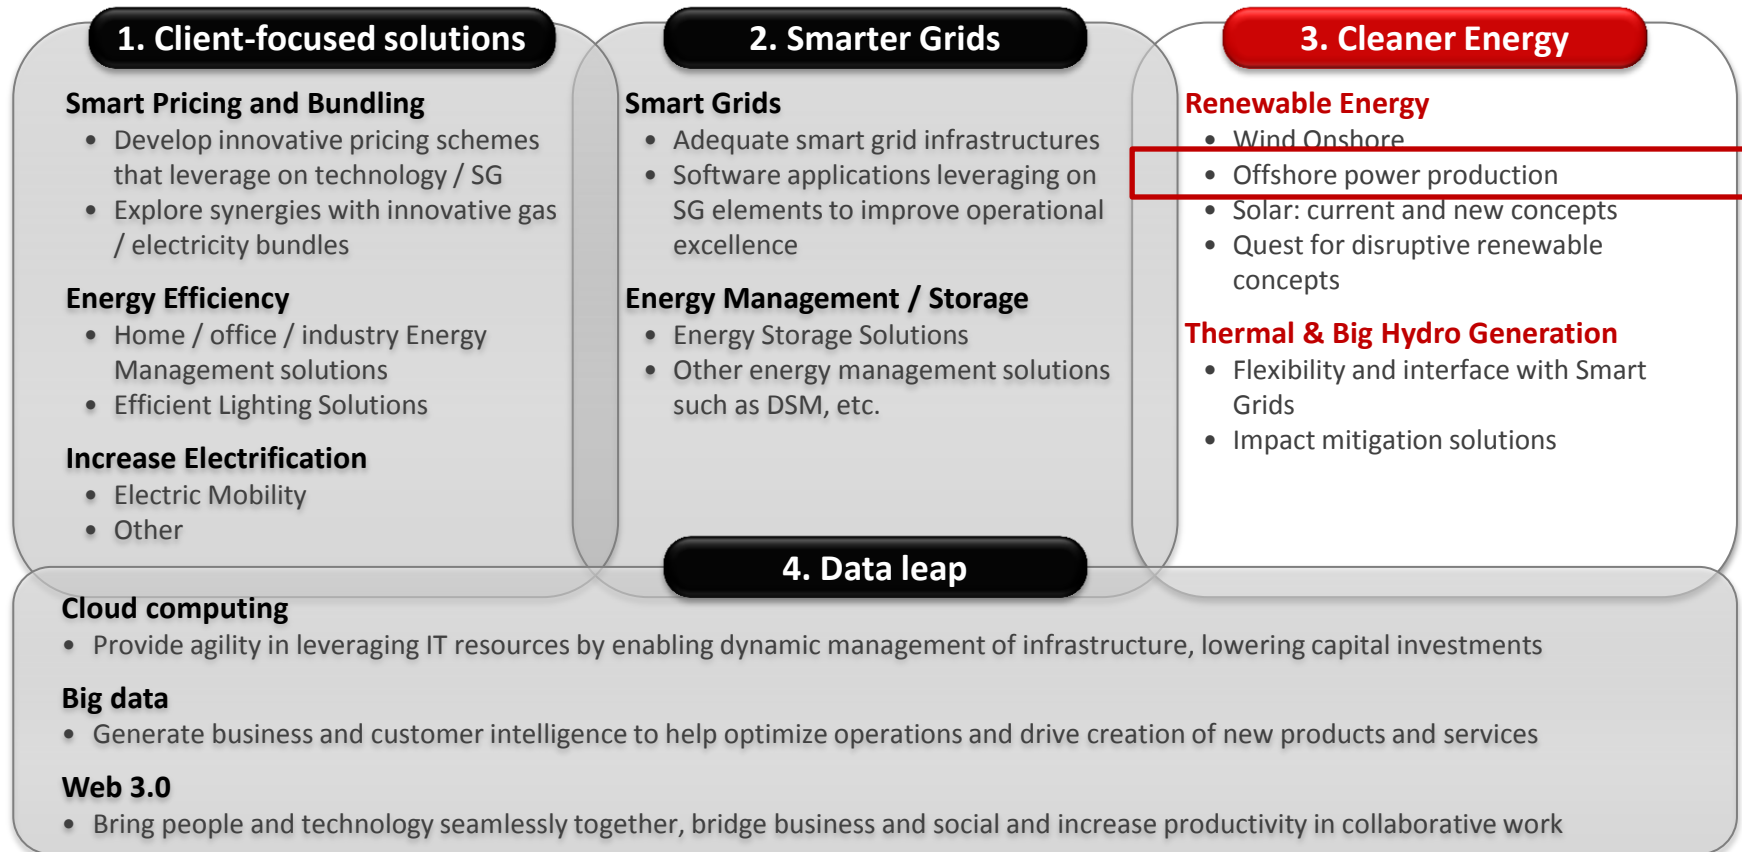 1. Client-focused solutions
Smart Pricing and Bundling
• Develop innovative pricing schemes
that leverage on technology / SG
• Explore synergies with innovative gas
/ electricity bundles
Energy Efficiency
• Home / office / industry Energy
Management solutions
• Efficient Lighting Solutions
Increase Electrification
• Electric Mobility
• Other
2. Smarter Grids
Smart Grids
• Adequate smart grid infrastructures
• Software applications leveraging on
SG elements to improve operational
excellence
Energy Management / Storage
• Energy Storage Solutions
• Other energy management solutions
such as DSM, etc.
3. Cleaner Energy
Renewable Energy
• Wind Onshore
• Offshore power production
• Solar: current and new concepts
• Quest for disruptive renewable
concepts
Thermal & Big Hydro Generation
• Flexibility and interface with Smart
Grids
• Impact mitigation solutions
4. Data leap
Cloud computing
• Provide agility in leveraging IT resources by enabling dynamic management of infrastructure, lowering capital investments
Big data
• Generate business and customer intelligence to help optimize operations and drive creation of new products and services
Web 3.0
• Bring people and technology seamlessly together, bridge business and social and increase productivity in collaborative work